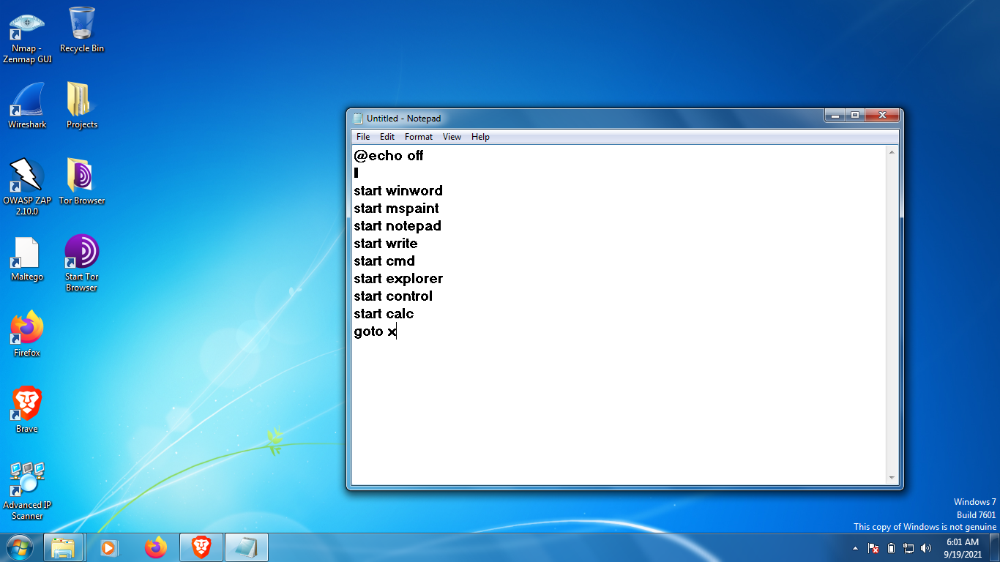 Nmap -
Zenmap GUI
Recycle Bin
Wireshark
Projects
OWASP ZAP
2.10.0
Tor Browser
Maltego
Start Tor
Browser
Firefox
Brave
Advanced IP
Scanner
Untitled - Notepad
File Edit Format View Help
@echo off
start winword
start mspaint
start notepad
start write
start cmd
start explorer
start control
start calc
goto x
Windows 7
Build 7601
This copy of Windows is not genuine
6:01 AM
9/19/2021